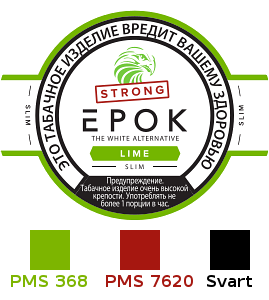 ЭТО ТАБАЧНОЕ ИЗДЕЛИЕ ВРЕДИТ ВАШЕМУ ЗДОРОВЬЮ
STRONG
SLIM
SLIM
EPOK
THE WHITE ALTERNATIVE
LIME
SLIM
Предупреждение.
Табачное изделие очень высокой
крепости. Употреблять не
более 1 порции в час.
PMS 368 PMS 7620 Svart